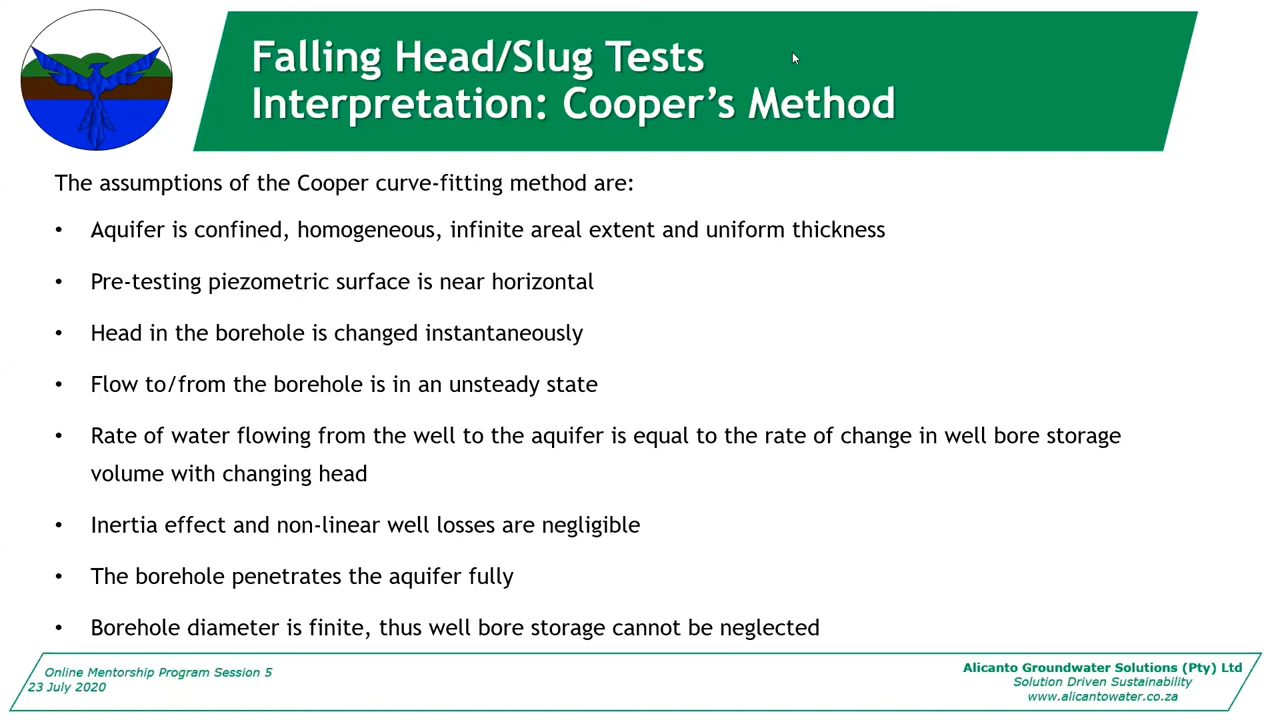 Falling Head/Slug Tests
Interpretation: Cooper’s Method
The assumptions of the Cooper curve-fitting method are:
• Aquifer is confined, homogeneous, infinite areal extent and uniform thickness
• Pre-testing piezometric surface is near horizontal
• Head in the borehole is changed instantaneously
• Flow to/from the borehole is in an unsteady state
• Rate of water flowing from the well to the aquifer is equal to the rate of change in well bore storage
volume with changing head
• Inertia effect and non-linear well losses are negligible
• The borehole penetrates the aquifer fully
• Borehole diameter is finite, thus well bore storage cannot be neglected
Online Mentorship Program Session 5
23 July 2020
Alicanto Groundwater Solutions (Pty) Ltd
Solution Driven Sustainability
www.alicantowater.co.za